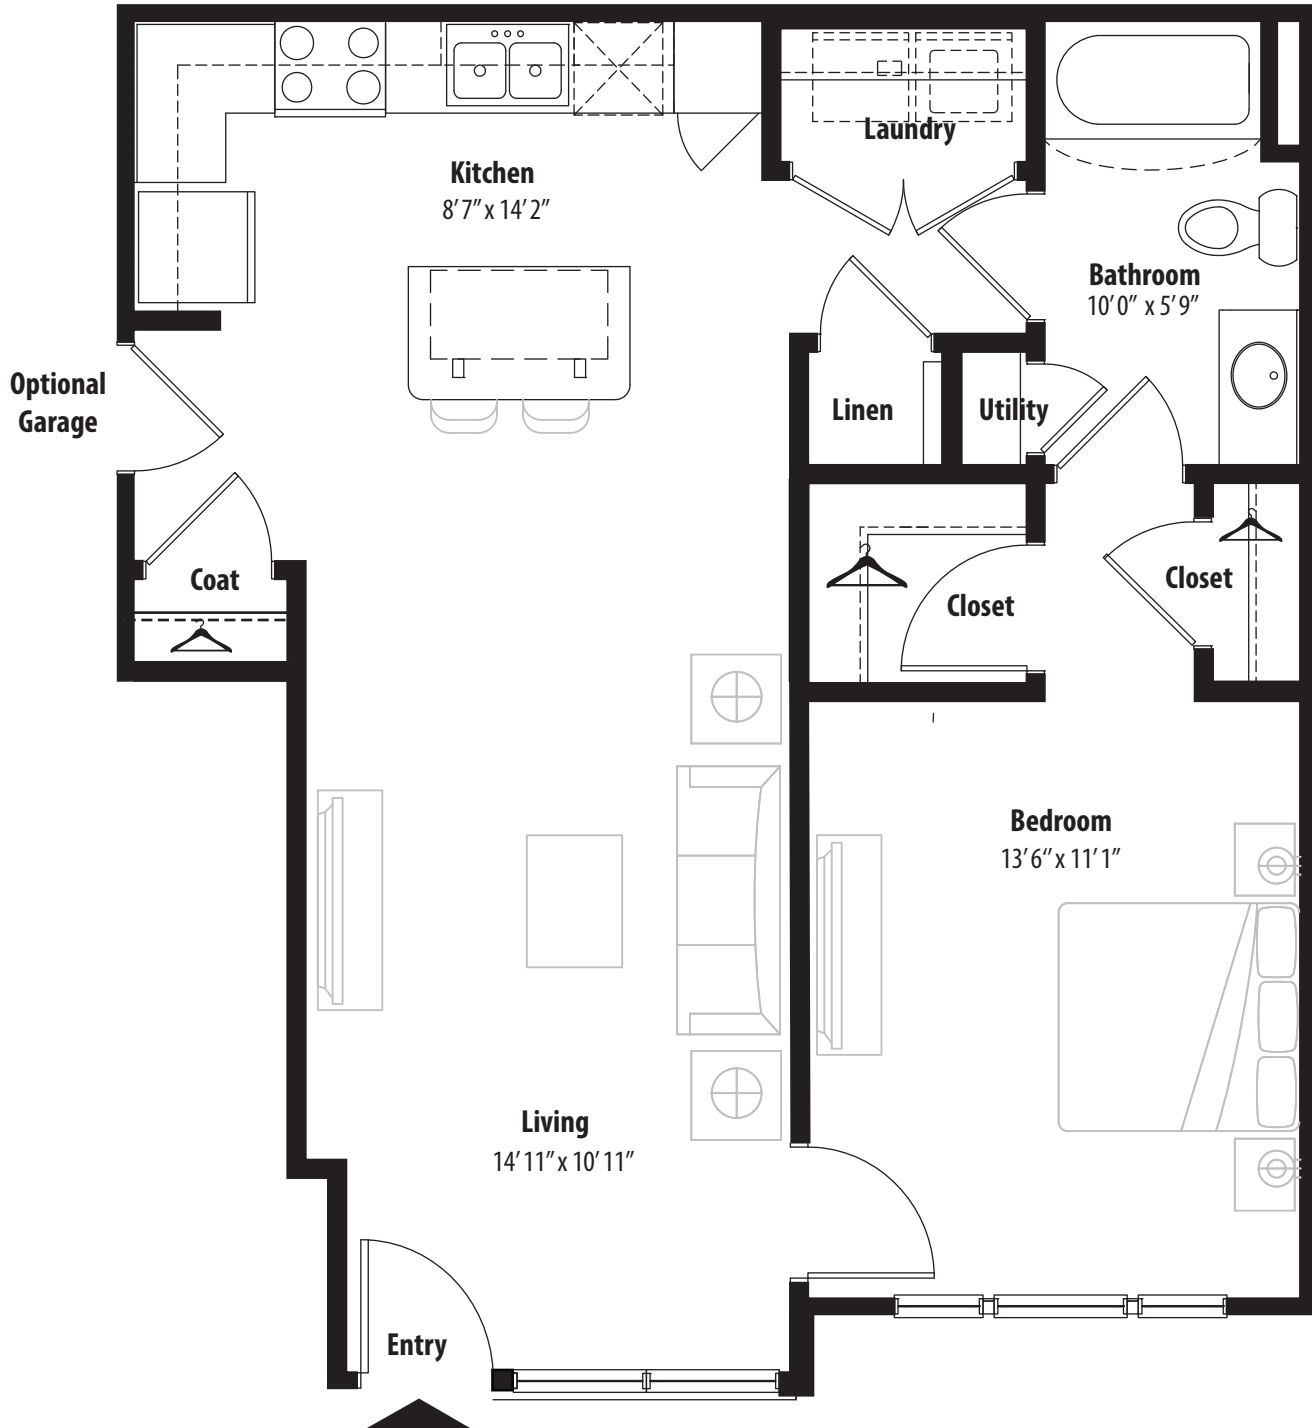 Laundry
Kitchen
8’7” x 14’2”
Bathroom
10’0” x 5’9”
Optional
Garage
Linen
Utility
Coat
Closet
Closet
Bedroom
13’6“ x 11’1”
Living
14’11” x 10’11”
Entry